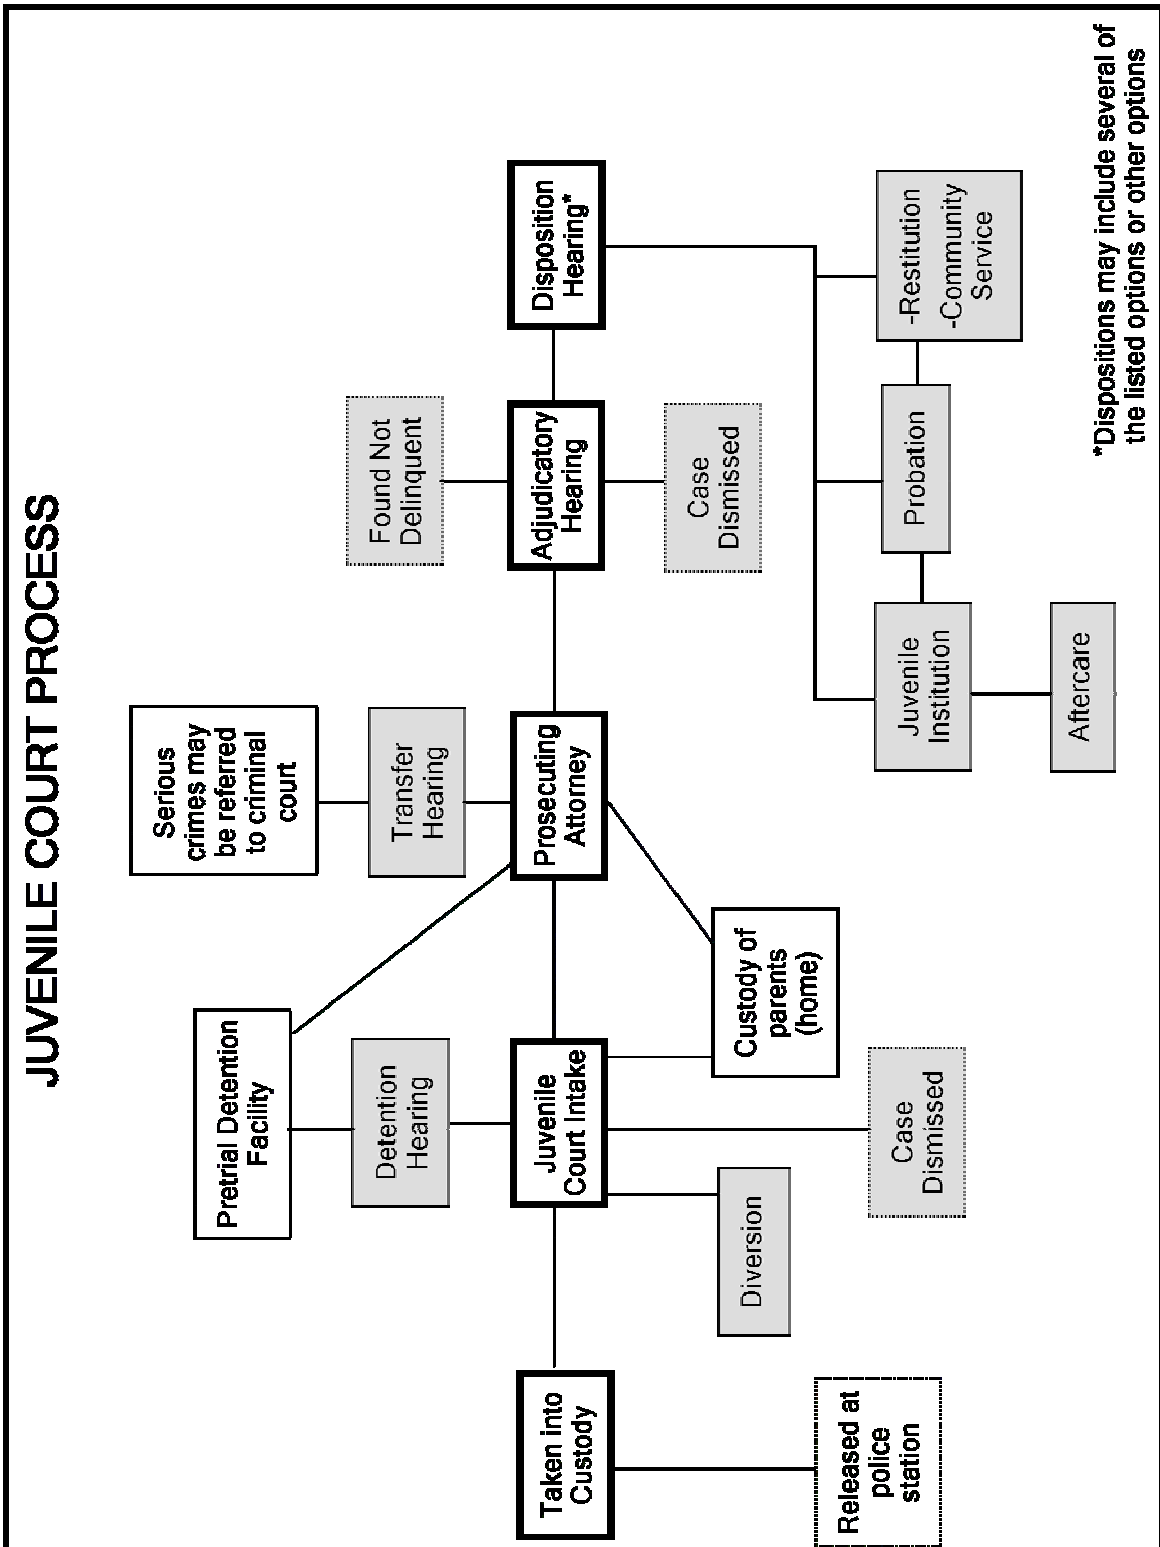 JUVENILE COURT PROCESS
Serious
crimes may
be referred
to criminal
court
Pretrial Detention
Facility
Detention
Hearing
Transfer
Hearing
Found Not
Delinquent
Taken into
Custody
Juvenile
Court Intake
Prosecuting
Attorney
Adjudicatory
Hearing
Disposition
Hearing*
Released at
police
station
Diversion
Case
Dismissed
Custody of
parents
(home)
Case
Dismissed
Juvenile
Institution
Probation
-Restitution
-Community
Service
Aftercare
*Dispositions may include several of
the listed options or other options